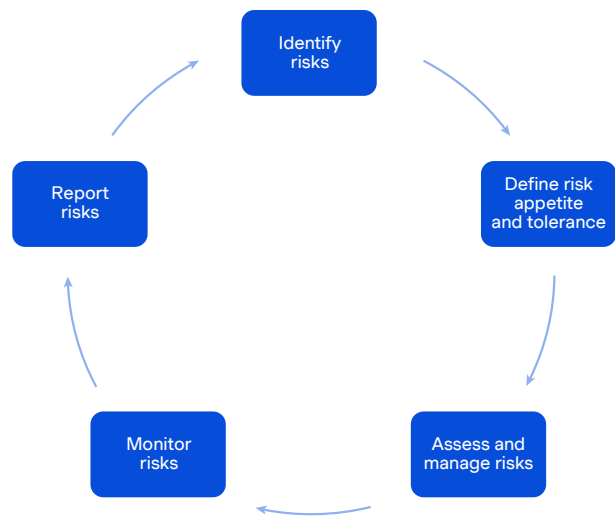 Identify
risks
Define risk
appetite
and tolerance
Assess and
manage risks
Monitor
risks
Report
risks